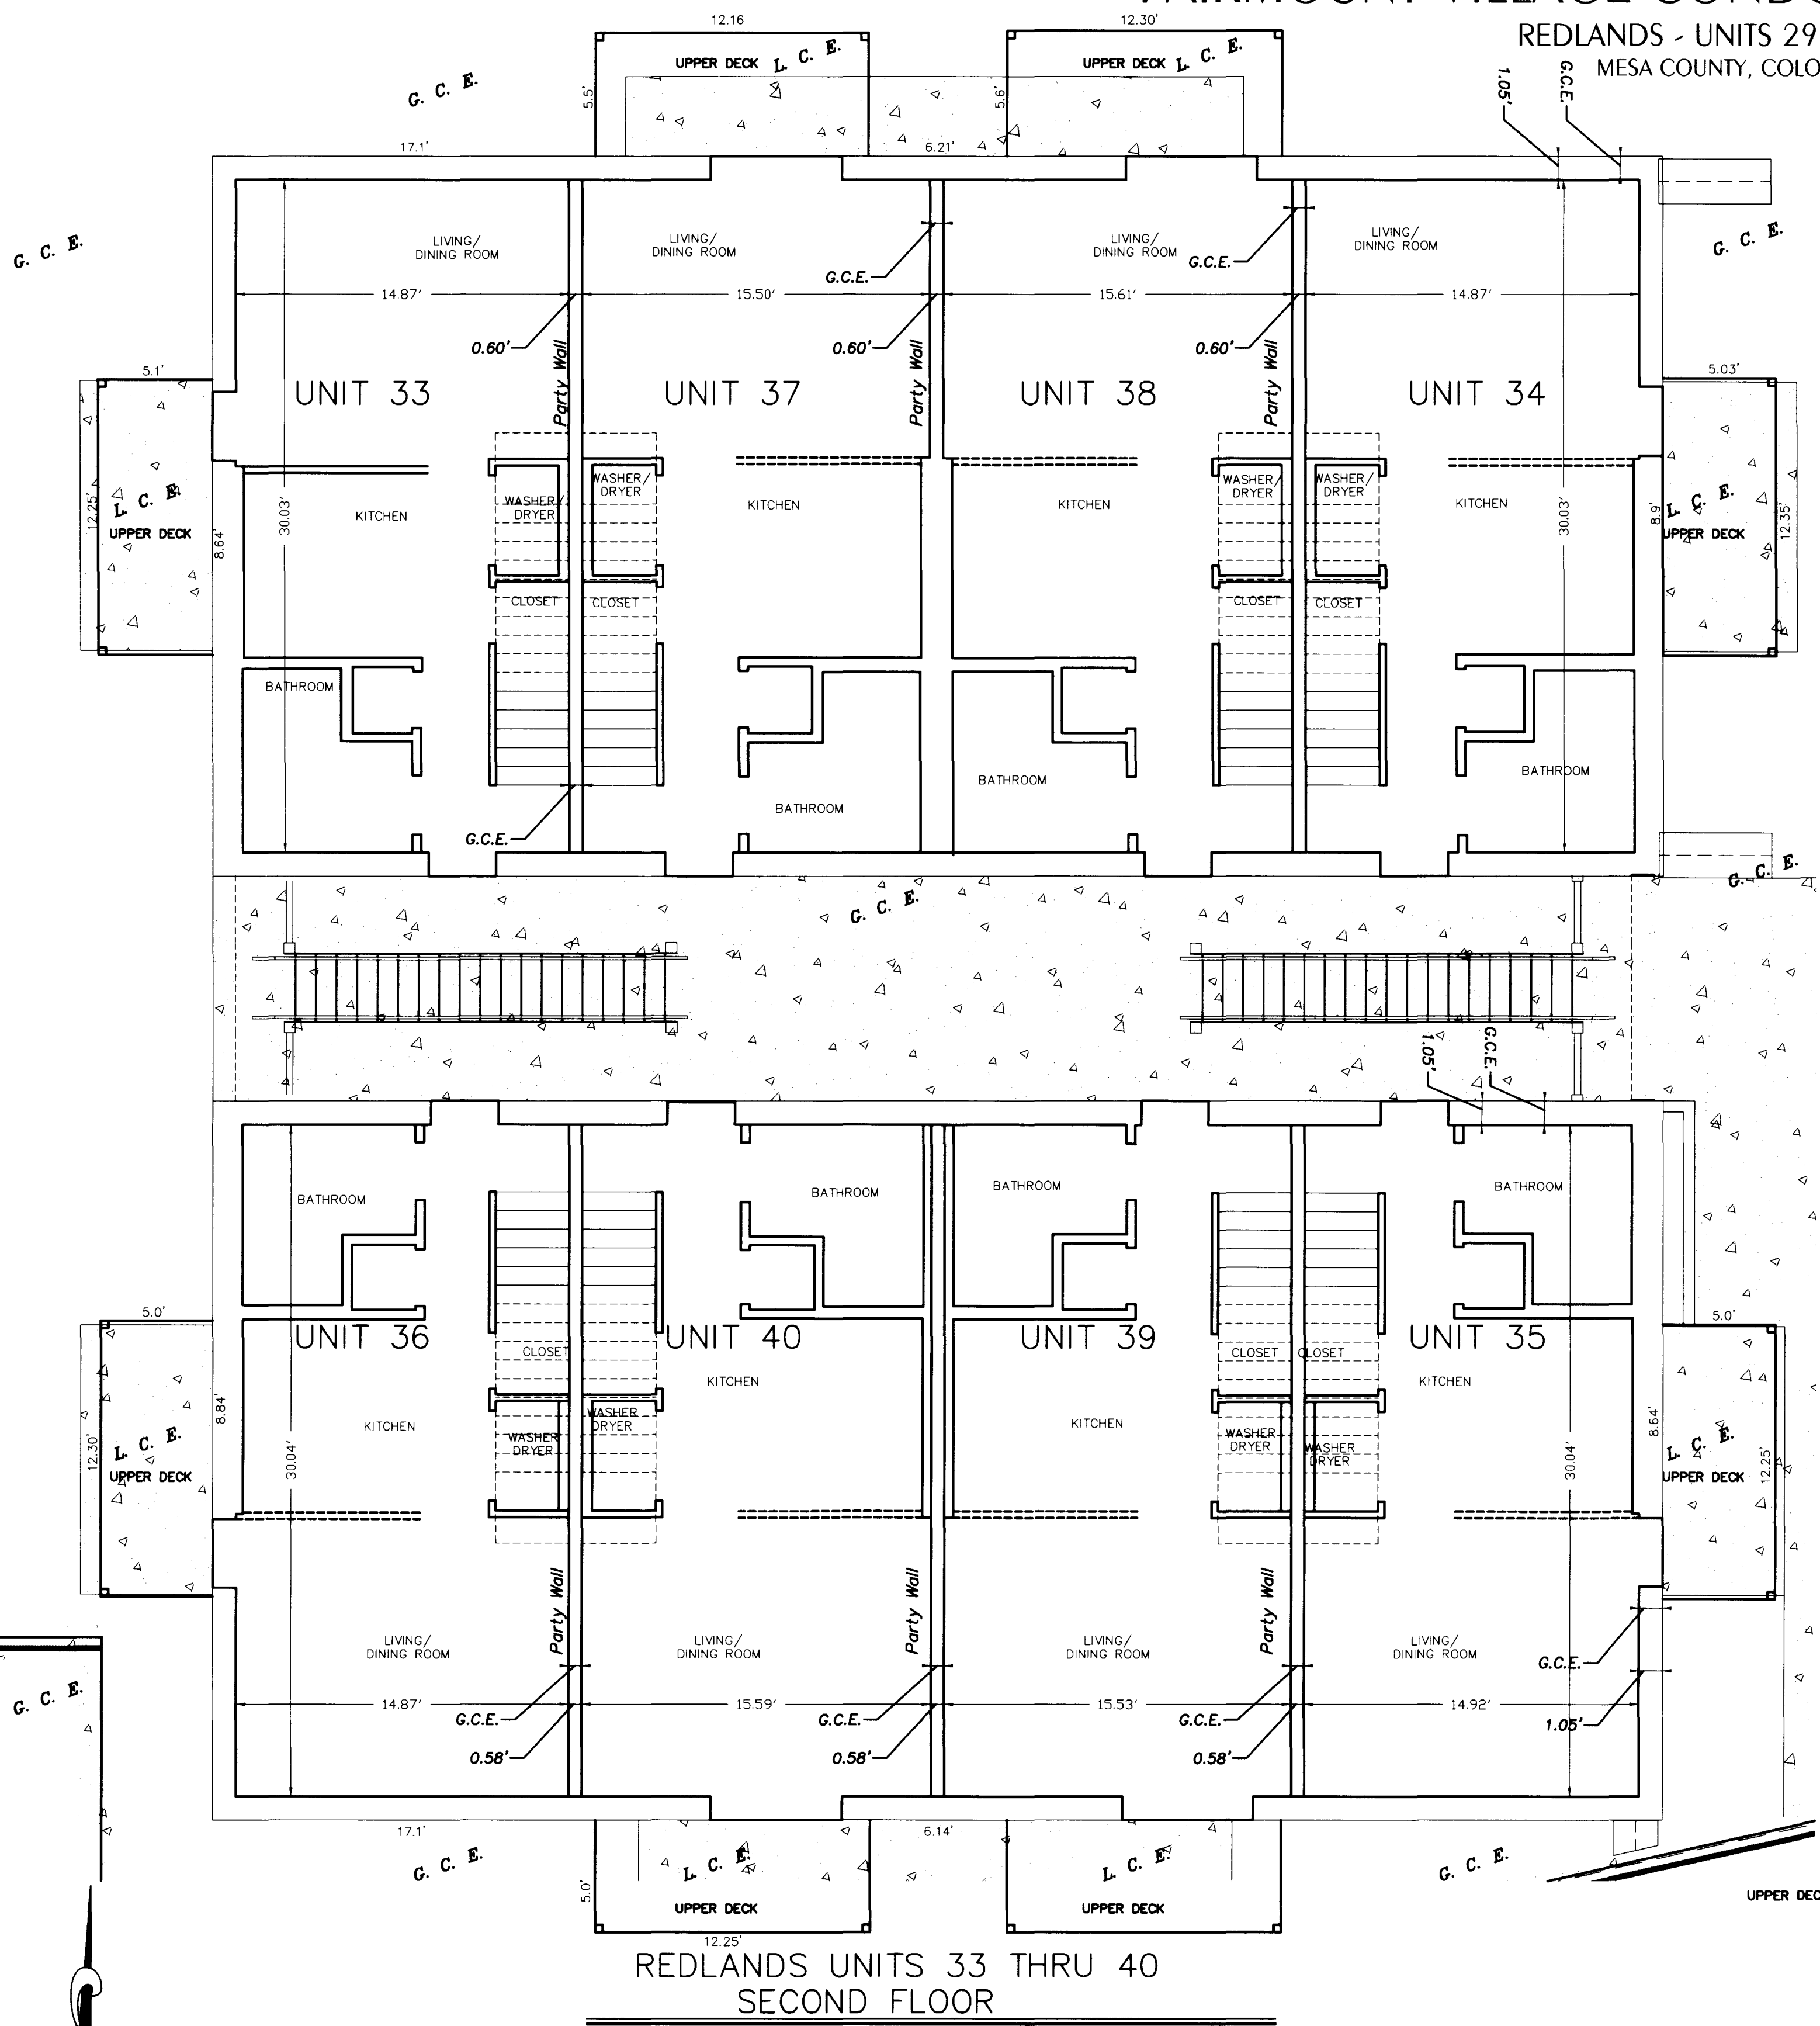 REDLANDS - UNITS 29
MESA COUNTY, COLO
12.16
12.30'
UPPER DECK L. C. E.
UPPER DECK L. C. E.
G. C. E.
5.5'
5.6'
1.05'
G.C.E.
17.1'
6.21'
G. C. E.
G. C. E.
LIVING/
DINING ROOM
LIVING/
DINING ROOM
LIVING/
DINING ROOM
LIVING/
DINING ROOM
G.C.E.
G.C.E.
14.87'
15.50'
15.61'
14.87'
0.60'
0.60'
0.60'
Party Wall
Party Wall
Party Wall
5.1'
5.03'
UNIT 33
UNIT 37
UNIT 38
UNIT 34
12.25'
L. C. E.
UPPER DECK
8.64'
30.03'
KITCHEN
WASHER/
DRYER
WASHER/
DRYER
KITCHEN
KITCHEN
WASHER/
DRYER
WASHER/
DRYER
KITCHEN
30.03'
8.9'
L. C. E.
UPPER DECK
12.35'
CLOSET
CLOSET
CLOSET
CLOSET
BATHROOM
BATHROOM
BATHROOM
BATHROOM
G.C.E.
G. C. E.
G. C. E.
1.05'
G.C.E.
BATHROOM
BATHROOM
BATHROOM
BATHROOM
5.0'
5.0'
UNIT 36
UNIT 40
UNIT 39
UNIT 35
CLOSET
CLOSET
CLOSET
KITCHEN
KITCHEN
KITCHEN
KITCHEN
WASHER
DRYER
WASHER
DRYER
WASHER
DRYER
WASHER
DRYER
12.30'
L. C. E.
UPPER DECK
8.84'
30.04'
30.04'
8.64'
L. C. E.
UPPER DECK
12.25'
Party Wall
Party Wall
Party Wall
LIVING/
DINING ROOM
LIVING/
DINING ROOM
LIVING/
DINING ROOM
LIVING/
DINING ROOM
G.C.E.
G. C. E.
14.87'
15.59'
15.53'
14.92'
G.C.E.
G.C.E.
G.C.E.
1.05'
0.58'
0.58'
0.58'
17.1'
6.14'
G. C. E.
L. C. E.
L. C. E.
G. C. E.
5.0'
UPPER DECK
UPPER DECK
UPPER DEC
12.25'
REDLANDS UNITS 33 THRU 40
SECOND FLOOR